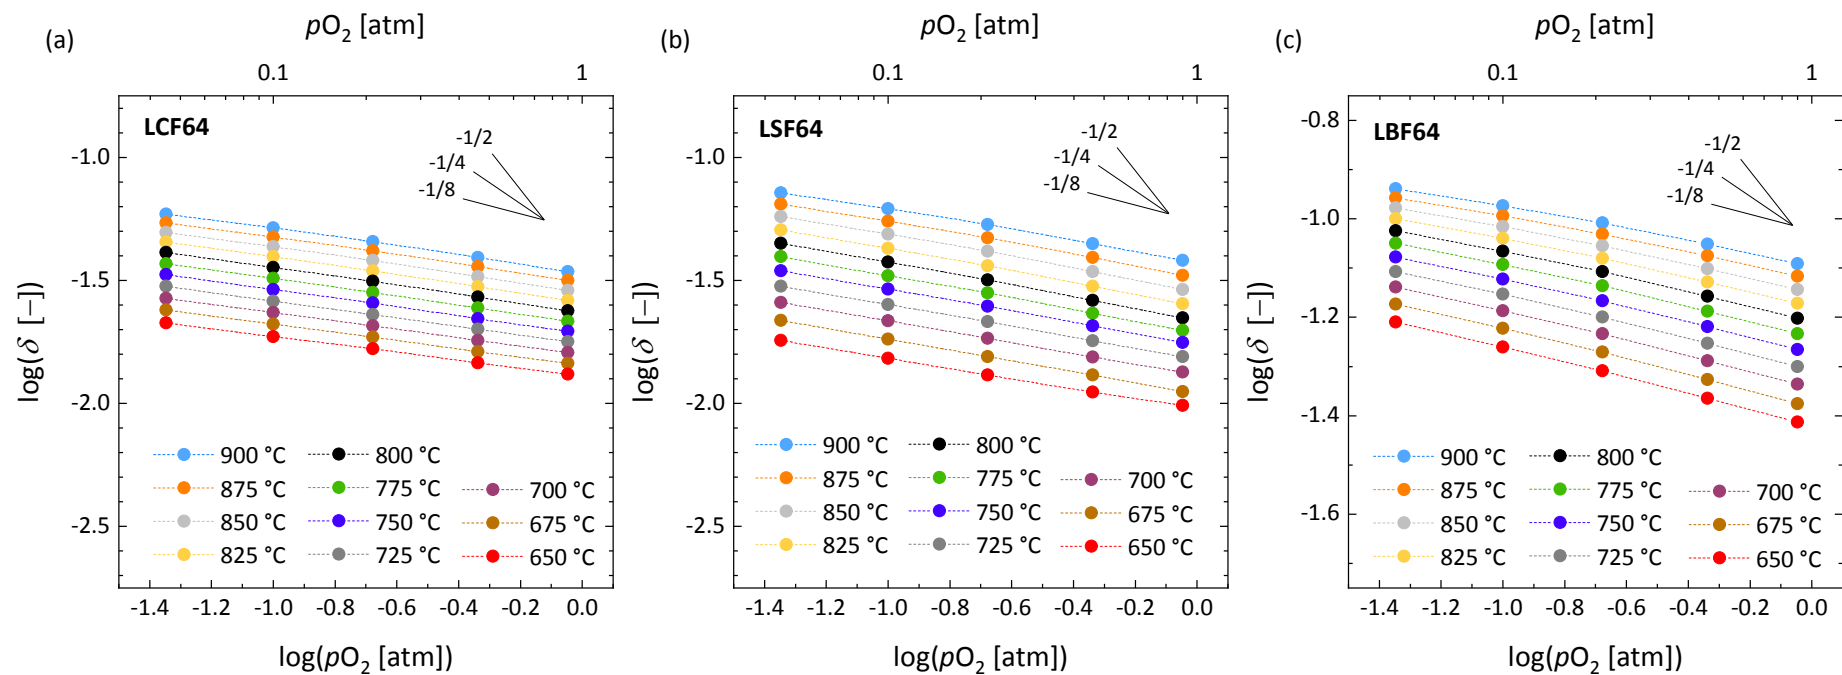 (a)
pO2 [atm]
0.1 1
LCF64
-1/2
-1/4
-1/8
-1.0
-1.5
-2.0
-2.5
log(δ [—])
900 °C 800 °C
875 °C 775 °C 700 °C
850 °C 750 °C 675 °C
825 °C 725 °C 650 °C
-1.4 -1.2 -1.0 -0.8 -0.6 -0.4 -0.2 0.0
log(pO2 [atm])
(b)
pO2 [atm]
0.1 1
LSF64
-1/2
-1/4
-1/8
-1.0
-1.5
-2.0
-2.5
log(δ [—])
900 °C 800 °C
875 °C 775 °C 700 °C
850 °C 750 °C 675 °C
825 °C 725 °C 650 °C
-1.4 -1.2 -1.0 -0.8 -0.6 -0.4 -0.2 0.0
log(pO2 [atm])
(c)
pO2 [atm]
0.1 1
LBF64
-1/2
-1/4
-1/8
-0.8
-1.0
-1.2
-1.4
-1.6
log(δ [—])
900 °C 800 °C
875 °C 775 °C 700 °C
850 °C 750 °C 675 °C
825 °C 725 °C 650 °C
-1.4 -1.2 -1.0 -0.8 -0.6 -0.4 -0.2 0.0
log(pO2 [atm])